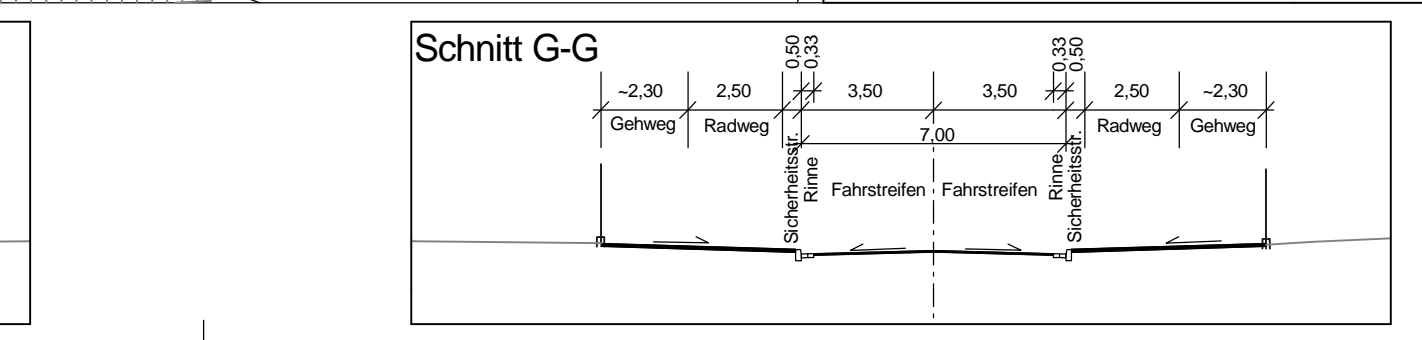 Schnitt G-G
0,50
0,33
0,33
0,50
~2,30
2,50
3,50
3,50
2,50
~2,30
Gehweg
Radweg
7,00
Radweg
Gehweg
Sicherheitsstr.
Rinne
Fahrstreifen
Fahrstreifen
Rinne
Sicherheitsstr.